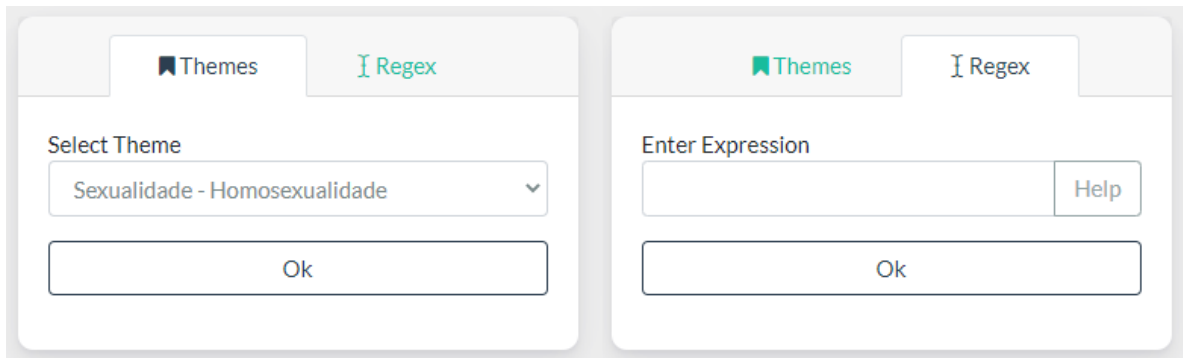 Themes Regex
Select Theme
Sexualidade - Homosexualidade
Ok
Themes Regex
Enter Expression
Help
Ok